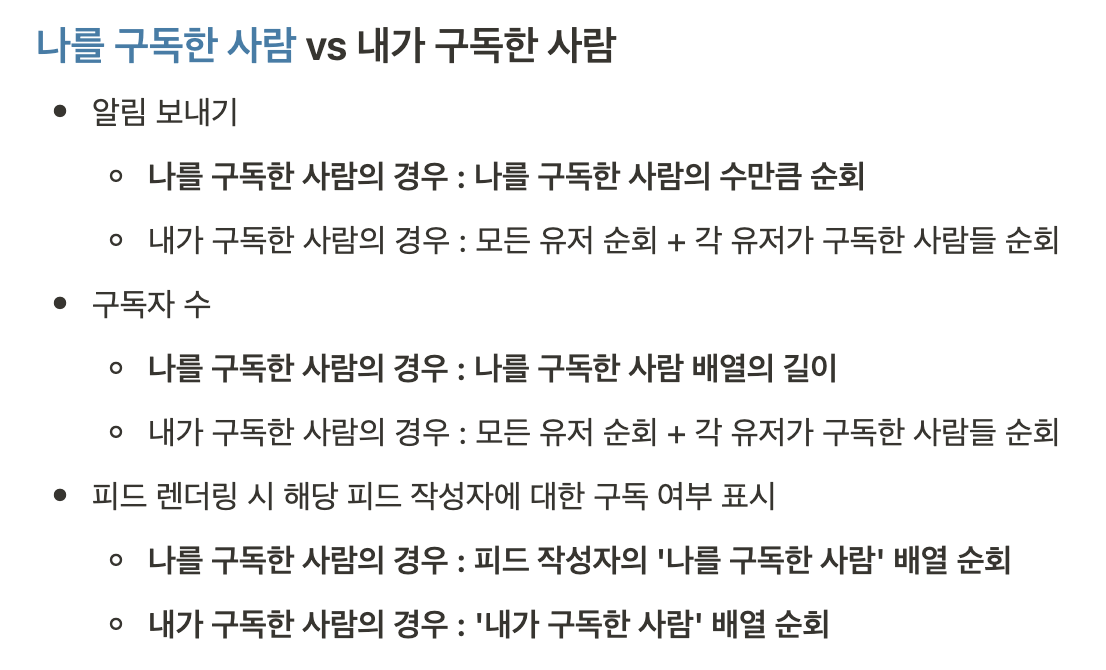 나를 구독한 사람 vs 내가 구독한 사람
• 알림 보내기
◦ 나를 구독한 사람의 경우 : 나를 구독한 사람의 수만큼 순회
◦ 내가 구독한 사람의 경우 : 모든 유저 순회 + 각 유저가 구독한 사람들 순회
• 구독자 수
◦ 나를 구독한 사람의 경우 : 나를 구독한 사람 배열의 길이
◦ 내가 구독한 사람의 경우 : 모든 유저 순회 + 각 유저가 구독한 사람들 순회
• 피드 렌더링 시 해당 피드 작성자에 대한 구독 여부 표시
◦ 나를 구독한 사람의 경우 : 피드 작성자의 '나를 구독한 사람' 배열 순회
◦ 내가 구독한 사람의 경우 : '내가 구독한 사람' 배열 순회